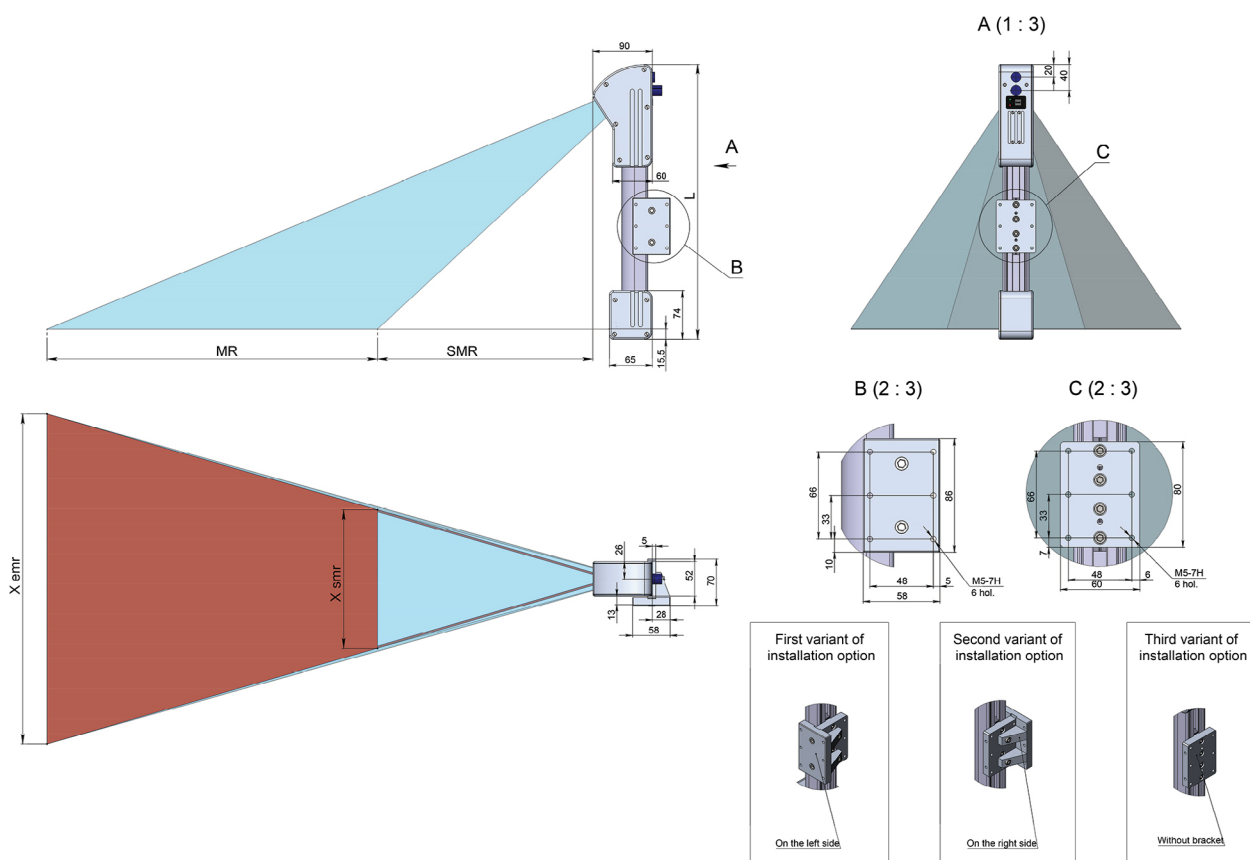 90
A
60
L
B
74
15,5
65
MR
SMR
A (1 : 3)
20
40
C
X emr
X smr
26
5
52
70
13
28
58
B (2 : 3)
66
33
10
86
48
5
58
M5-7H
6 hol.
C (2 : 3)
66
33
7
80
48
6
60
M5-7H
6 hol.
First variant of
installation option
On the left side
Second variant of
installation option
On the right side
Third variant of
installation option
Without bracket